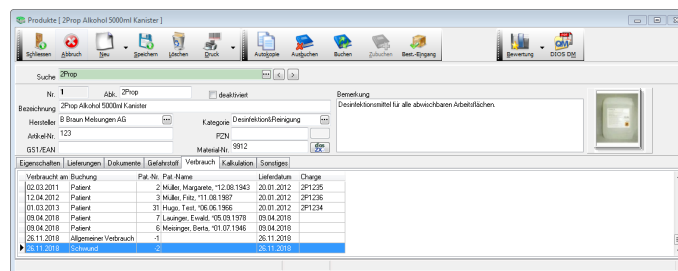 Produkte [ 2Prop Alkohol 5000ml Kanister ]
Schliessen Abbruch Neu Speichern Löschen Druck Autokopie Ausbuchen Buchen Zubuchen Best.-Eingang Bewertung DIOS DM
Suche 2Prop
Nr. 1 Abk. 2Prop deaktiviert Bemerkung
Bezeichnung 2Prop Alkohol 5000ml Kanister Desinfektionsmittel für alle abwischbaren Arbeitsflächen.
Hersteller B.Braun Melsungen AG Kategorie Desinfektion&Reinigung
Artikel-Nr. 123 PZN
GS1/EAN Material-Nr. 9912 dios ZX
Eigenschaften Lieferungen Dokumente Gefahrstoff Verbrauch Kalkulation Sonstiges
Verbrauch am Buchung Pat.-Nr. Pat.-Name Lieferdatum Charge
02.03.2011 Patient 2 Müller, Margarete, *12.08.1943 20.01.2012 2P1235
12.04.2012 Patient 3 Müller, Fritz, *11.08.1987 20.01.2012 2P1236
01.03.2013 Patient 31 Hugo, Test, *06.06.1966 20.01.2012 2P1234
09.04.2018 Patient 7 Lauinger, Ewald, *05.09.1978 09.04.2018
09.04.2018 Patient 6 Meisinger, Berta, *01.07.1946 09.04.2018
26.11.2018 Allgemeiner Verbrauch -1 26.11.2018
26.11.2018 Schwund -2 26.11.2018